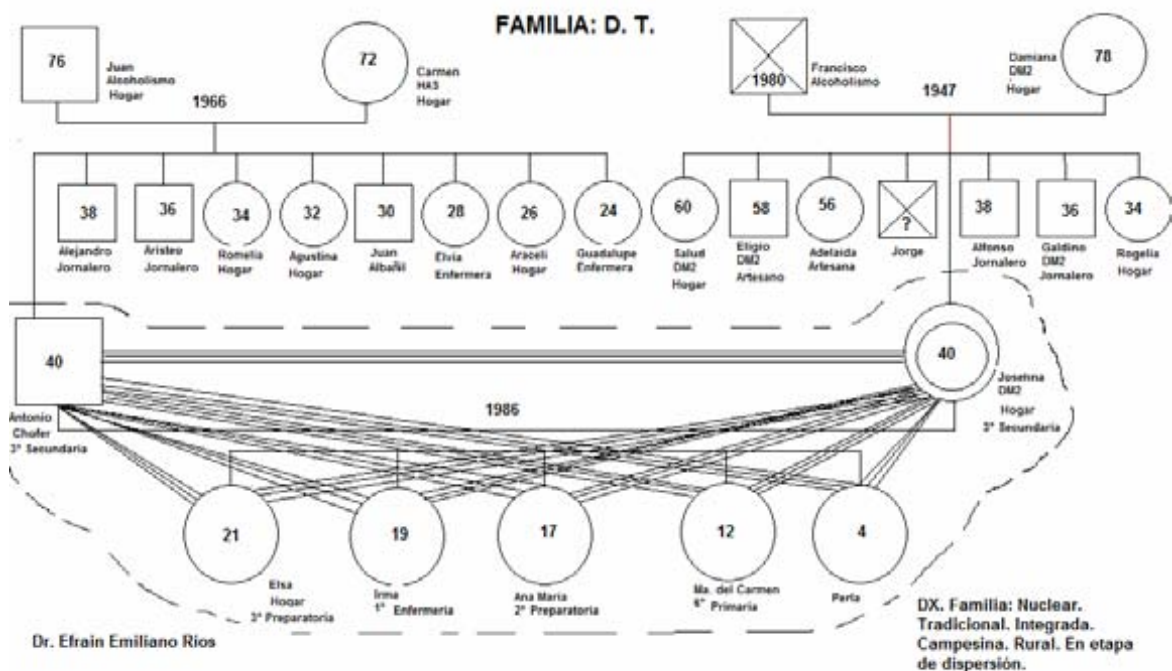 FAMILIA: D. T.
76
Juan
Alcoholismo
Hogar
72
Carmen
HAS
Hogar
1966
1980
Francisco
Alcoholismo
1947
Damiana
DM2
Hogar
78
38
Alejandro
Jornalero
36
Aristeo
Jornalero
34
Romelia
Hogar
32
Agustina
Hogar
30
Juan
Albañil
28
Elvia
Enfermera
26
Araceli
Hogar
24
Guadalupe
Enfermera
60
Salud
DM2
Hogar
58
Eligio
DM2
Artesano
56
Adelaida
Artesana
?
Jorge
38
Alfonso
Jornalero
36
Galdino
DM2
Jornalero
34
Rogelia
Hogar
40
Antonio
Chofer
3° Secundaria
1986
40
Josefina
DM2
Hogar
3° Secundaria
21
Elsa
Hogar
3° Preparatoria
19
Irma
1° Enfermeria
17
Ana Maria
2° Preparatoria
12
Ma. del Carmen
6° Primaria
4
Perla
Dr. Efrain Emiliano Rios
DX. Familia: Nuclear.
Tradicional. Integrada.
Campesina. Rural. En etapa
de dispersión.